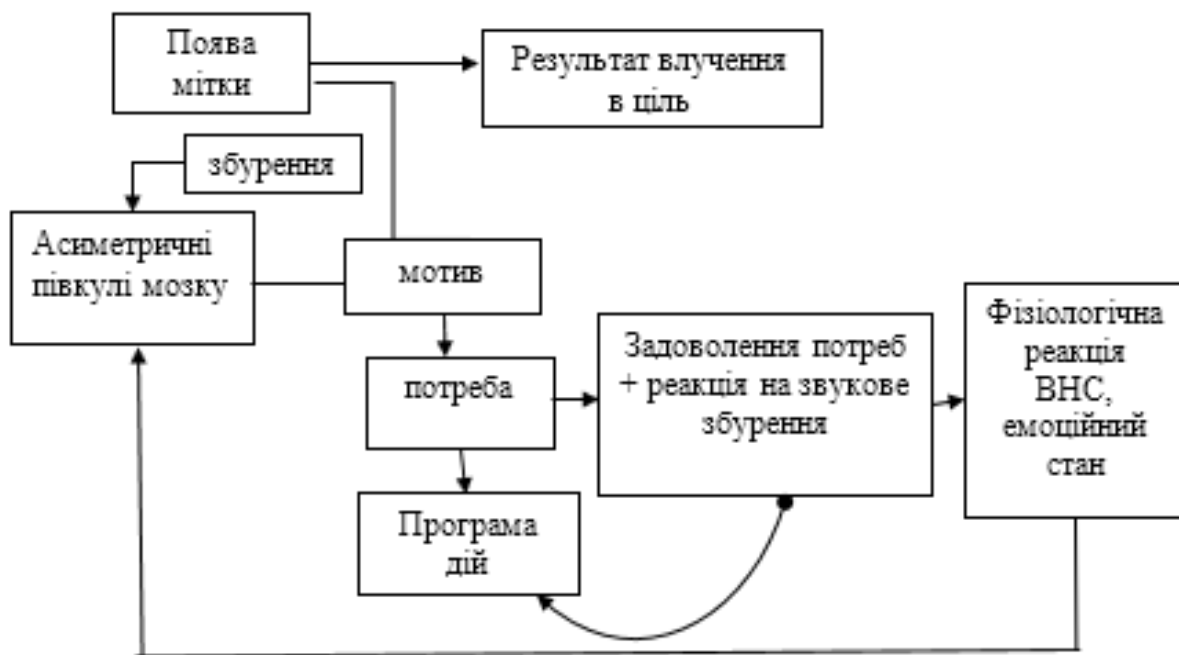 Поява
мітки
Результат влучення
в ціль
збурення
Асиметричні
півкулі мозку
мотив
потреба
Задоволення потреб
+ реакція на звукове
збурення
Фізіологічна
реакція
ВНС,
емоційний
стан
Програма
дій